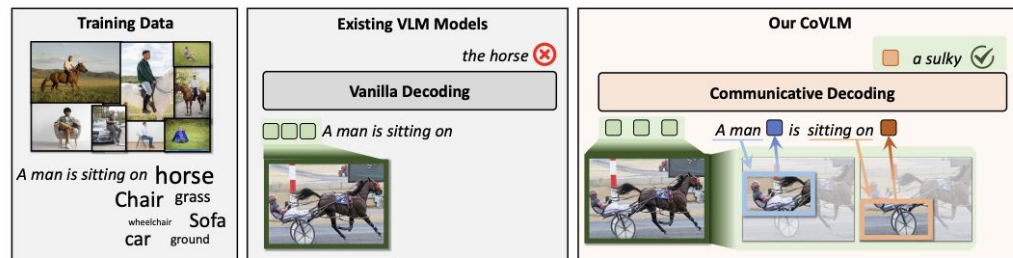 Training Data
A man is sitting on horse
Chair grass
wheelchair Sofa
car ground
Existing VLM Models
the horse
Vanilla Decoding
A man is sitting on
Our CoVLM
a sulky
Communicative Decoding
A man is sitting on